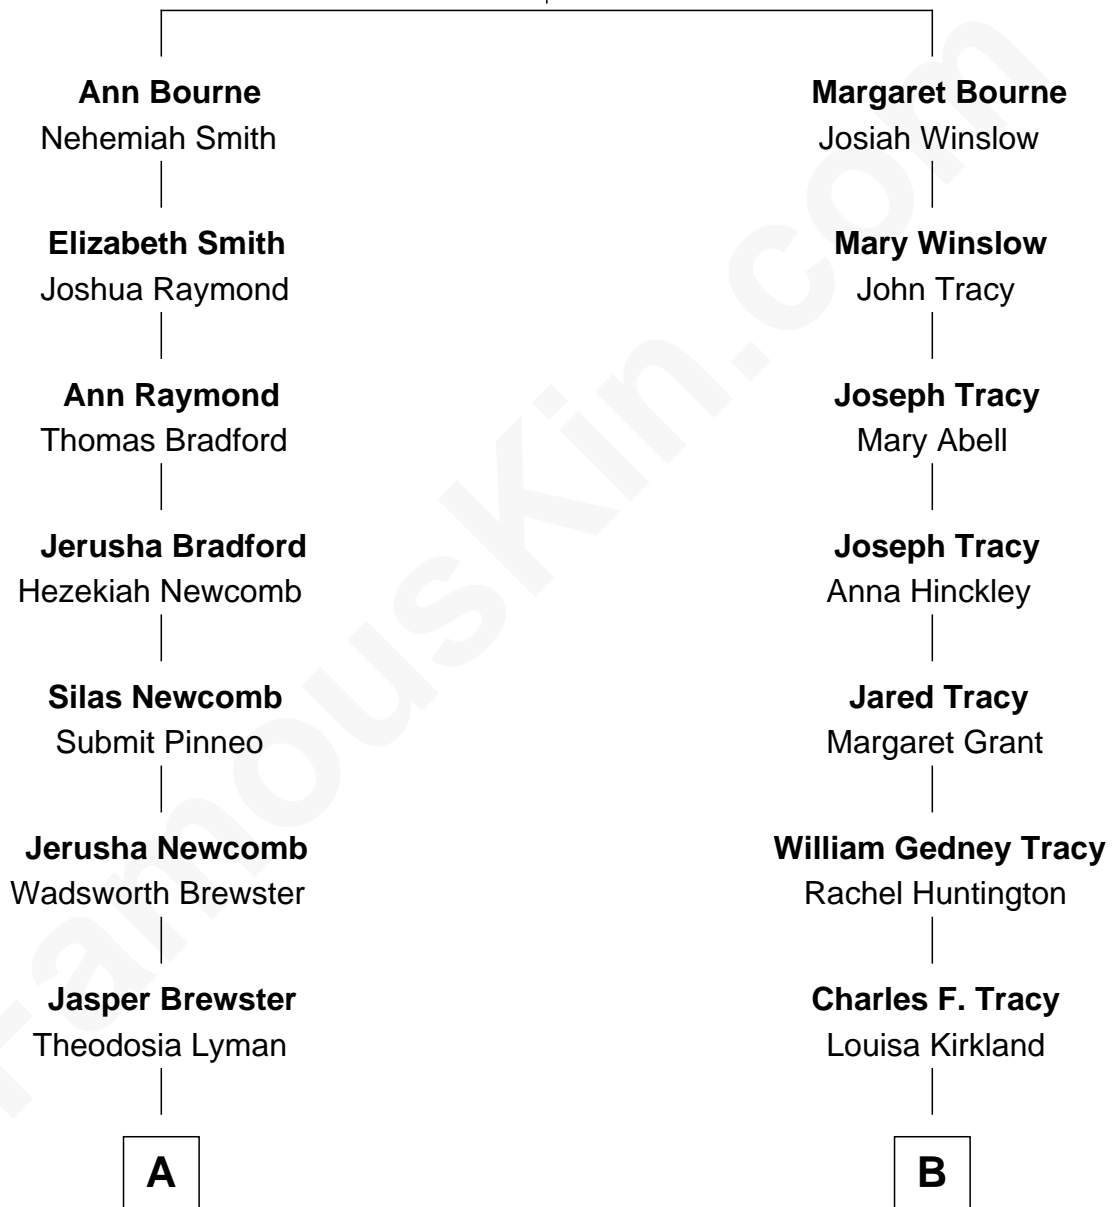 Ann Bourne
Nehemiah Smith
Elizabeth Smith
Joshua Raymond
Ann Raymond
Thomas Bradford
Jerusha Bradford
Hezekiah Newcomb
Silas Newcomb
Submit Pinneo
Jerusha Newcomb
Wadsworth Brewster
Jasper Brewster
Theodosia Lyman
A
Margaret Bourne
Josiah Winslow
Mary Winslow
John Tracy
Joseph Tracy
Mary Abell
Joseph Tracy
Anna Hinckley
Jared Tracy
Margaret Grant
William Gedney Tracy
Rachel Huntington
Charles F. Tracy
Louisa Kirkland
B
FamousKin.com